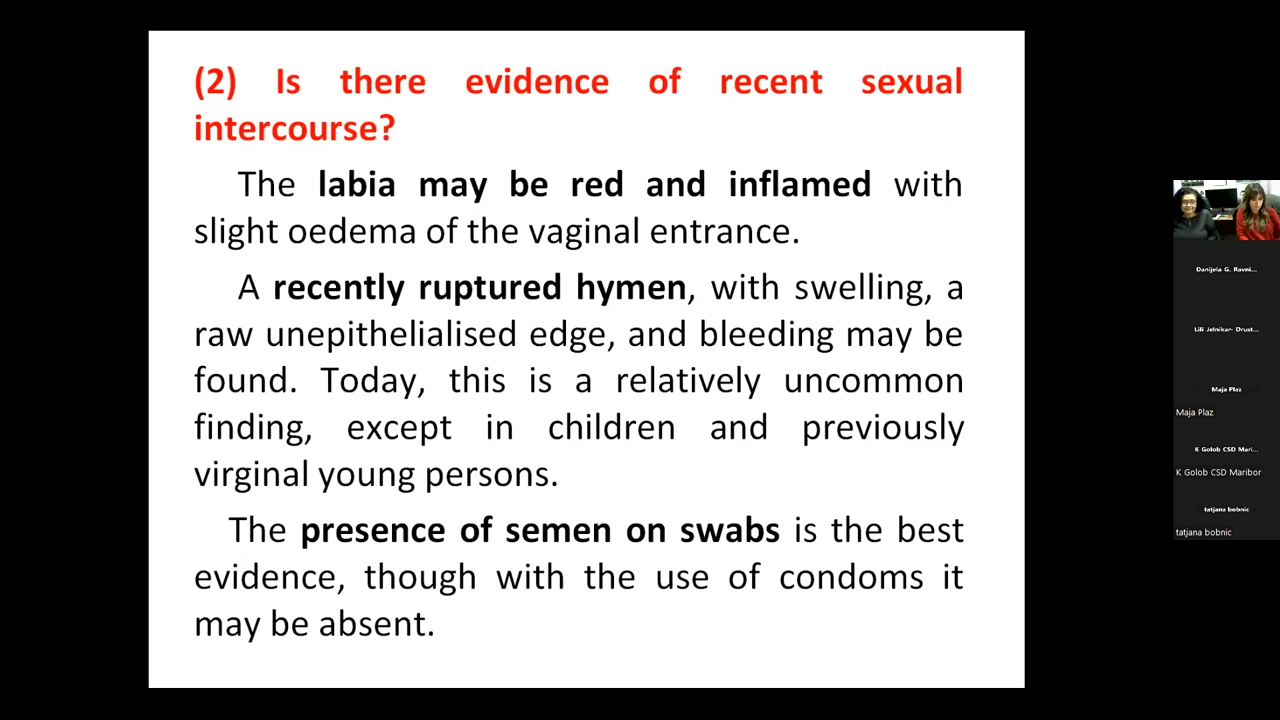 (2) Is there evidence of recent sexual
intercourse?
The labia may be red and inflamed with
slight oedema of the vaginal entrance.
A recently ruptured hymen, with swelling, a
raw unepithelialised edge, and bleeding may be
found. Today, this is a relatively uncommon
finding, except in children and previously
virginal young persons.
The presence of semen on swabs is the best
evidence, though with the use of condoms it
may be absent.
Danijela G. Ravni...
Lili Jelnikar- Drust...
Maja Plaz
Maja Plaz
K Golob CSD Mari...
K Golob CSD Maribor
tatjana bobnic
tatjana bobnic